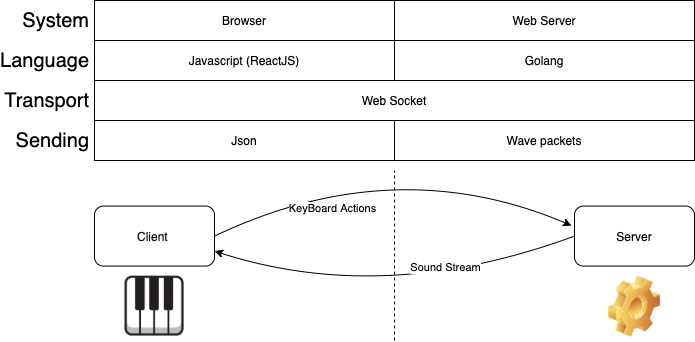 System Browser Web Server
Language Javascript (ReactJS) Golang
Transport Web Socket
Sending Json Wave packets
KeyBoard Actions
Client Server
Sound Stream